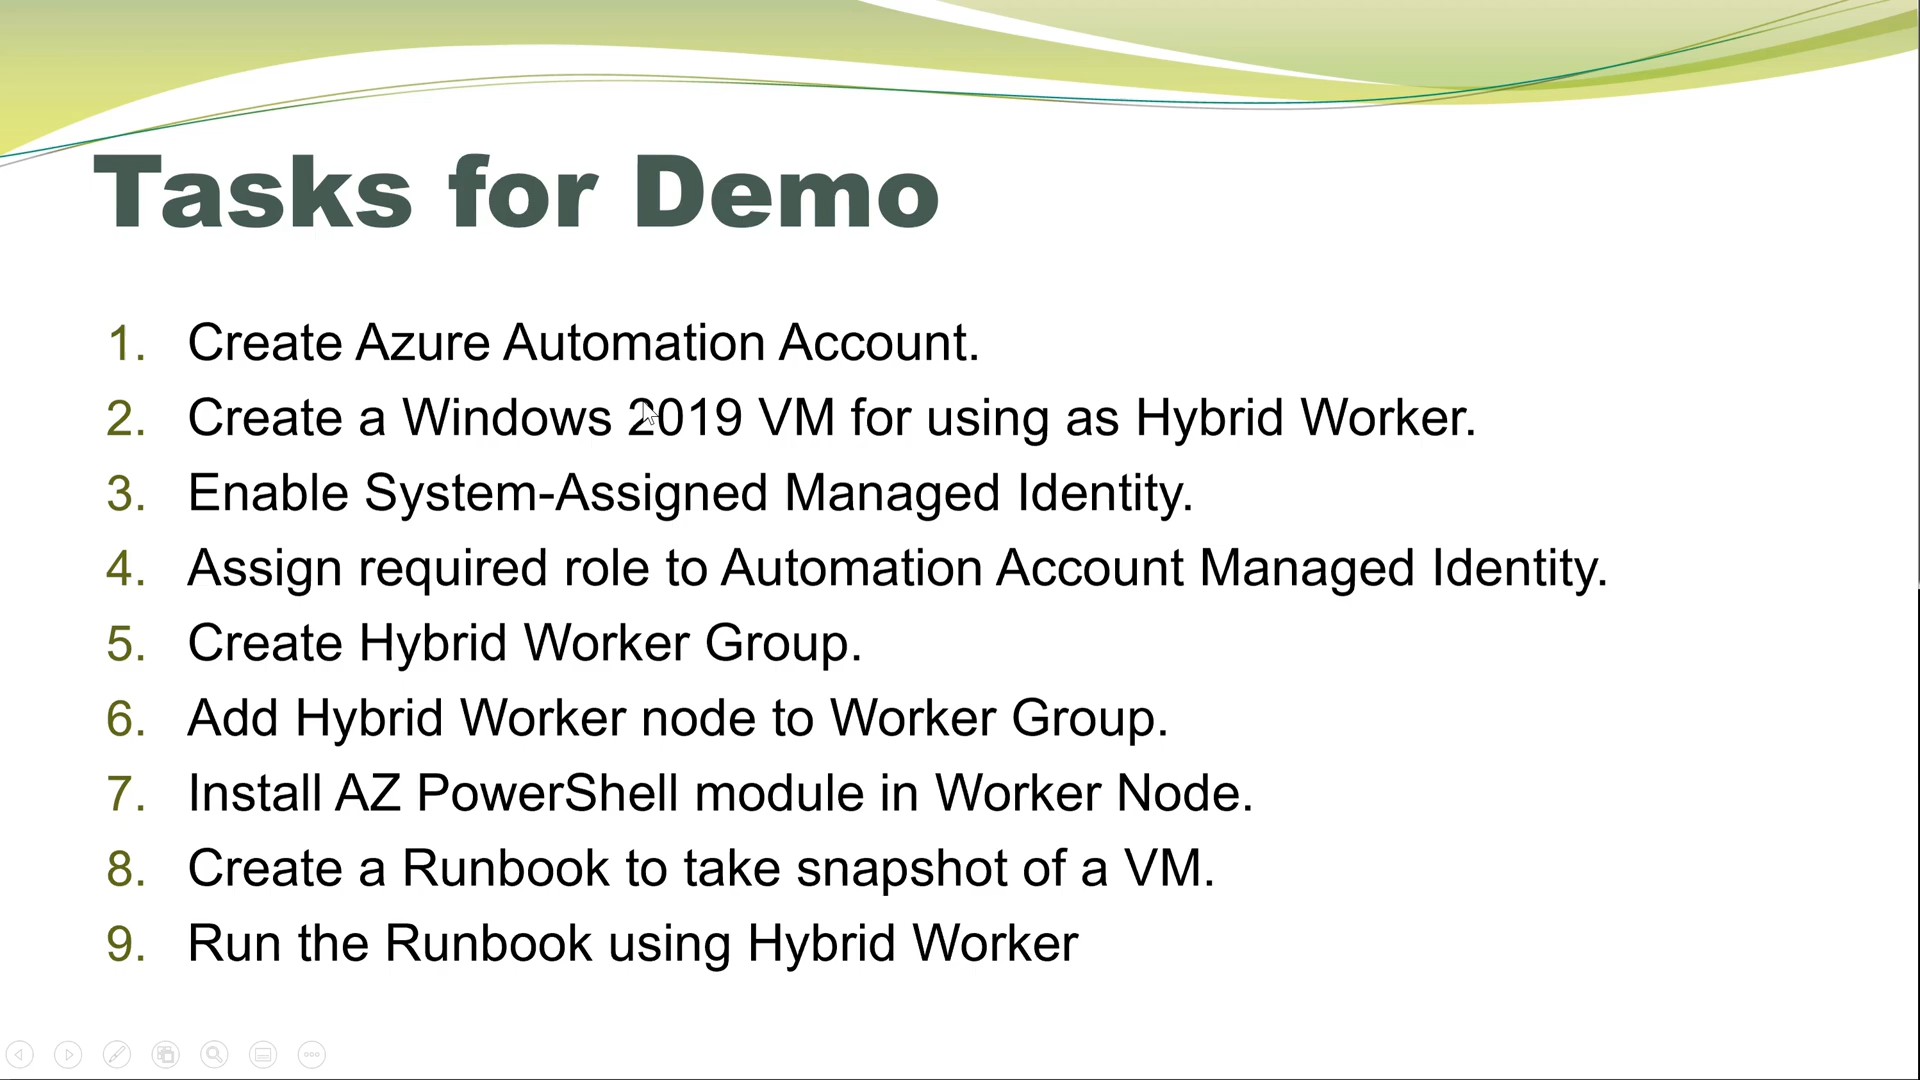 Tasks for Demo
1. Create Azure Automation Account.
2. Create a Windows 2019 VM for using as Hybrid Worker.
3. Enable System-Assigned Managed Identity.
4. Assign required role to Automation Account Managed Identity.
5. Create Hybrid Worker Group.
6. Add Hybrid Worker node to Worker Group.
7. Install AZ PowerShell module in Worker Node.
8. Create a Runbook to take snapshot of a VM.
9. Run the Runbook using Hybrid Worker